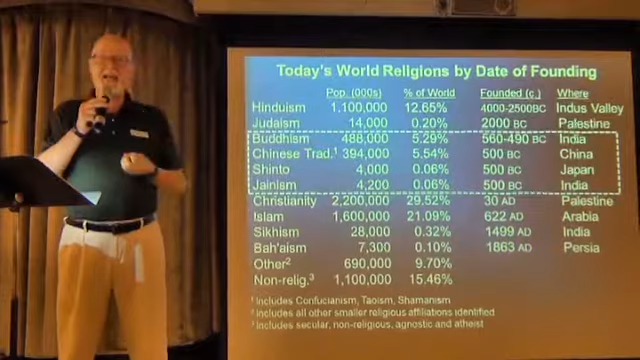 Today's World Religions by Date of Founding
Pop. (000s) % of World Founded (c.) Where
Hinduism 1,100,000 12.65% 4000-2500BC Indus Valley
Judaism 14,000 0.20% 2000 BC Palestine
Buddhism 488,000 5.29% 560-490 BC India
Chinese Trad.¹ 394,000 5.54% 500 BC China
Shinto 4,000 0.06% 500 BC Japan
Jainism 4,200 0.06% 500 BC India
Christianity 2,200,000 29.52% 30 AD Palestine
Islam 1,600,000 21.09% 622 AD Arabia
Sikhism 28,000 0.32% 1499 AD India
Bah'aism 7,300 0.10% 1863 AD Persia
Other² 690,000 9.70%
Non-relig.³ 1,100,000 15.46%
¹ Includes Confucianism, Taoism, Shamanism
² Includes all other smaller religious affiliations identified
³ Includes secular, non-religious, agnostic and atheist